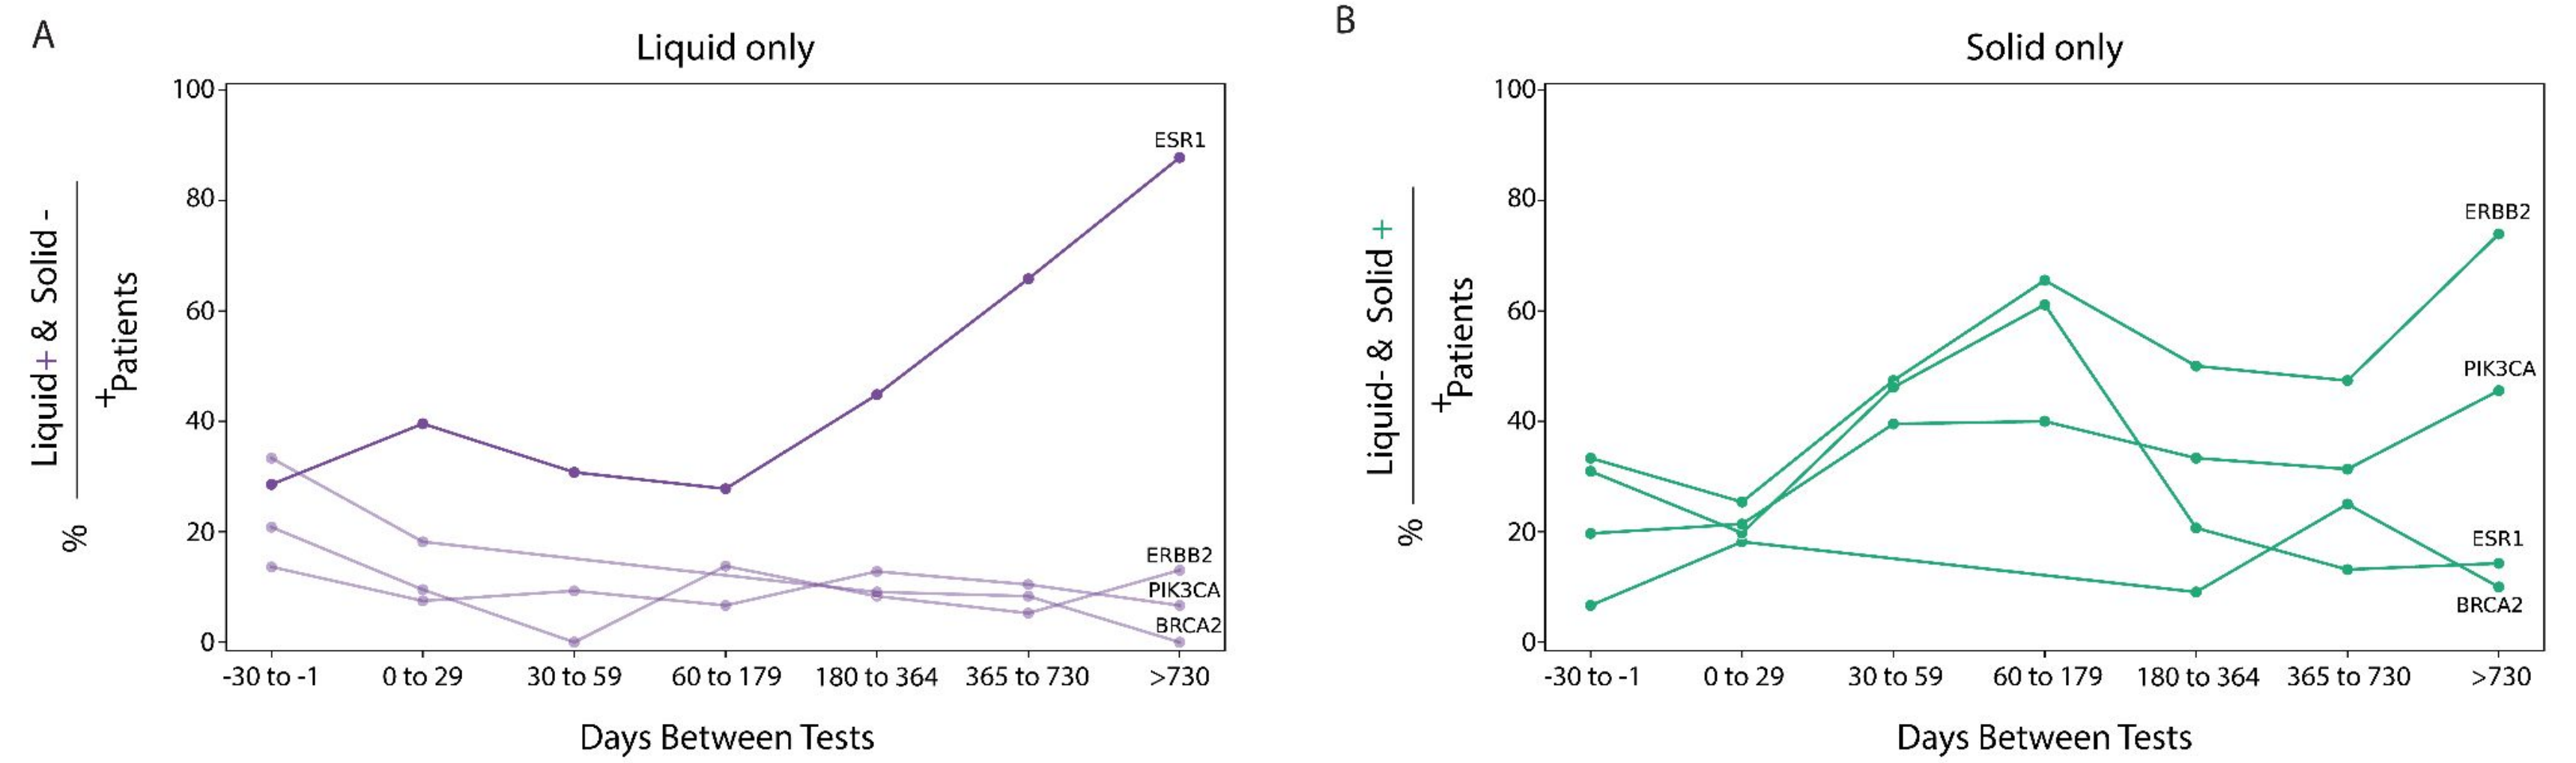 A
Liquid only
100
80
60
40
20
0
% Liquid+ & Solid -
+Patients
ESR1
ERBB2
PIK3CA
BRCA2
-30 to -1 0 to 29 30 to 59 60 to 179 180 to 364 365 to 730 >730
Days Between Tests
B
Solid only
100
80
60
40
20
0
% Liquid- & Solid +
+Patients
ERBB2
PIK3CA
ESR1
BRCA2
-30 to -1 0 to 29 30 to 59 60 to 179 180 to 364 365 to 730 >730
Days Between Tests